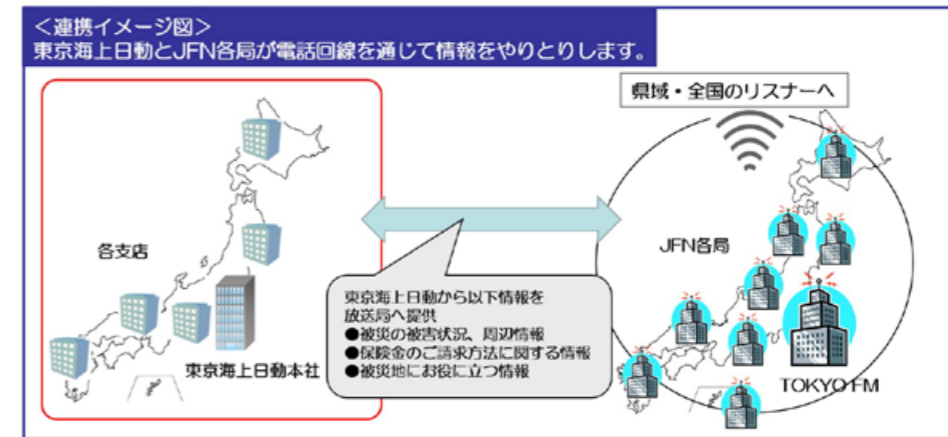 ＜連携イメージ図＞
東京海上日動とJFN各局が電話回線を通じて情報をやりとりします。
県域・全国のリスナーへ
各支店
JFN各局
東京海上日動から以下情報を
放送局へ提供
●被災の被害状況、周辺情報
●保険金のご請求方法に関する情報
●被災地にお役に立つ情報
東京海上日動本社
TOKYO FM